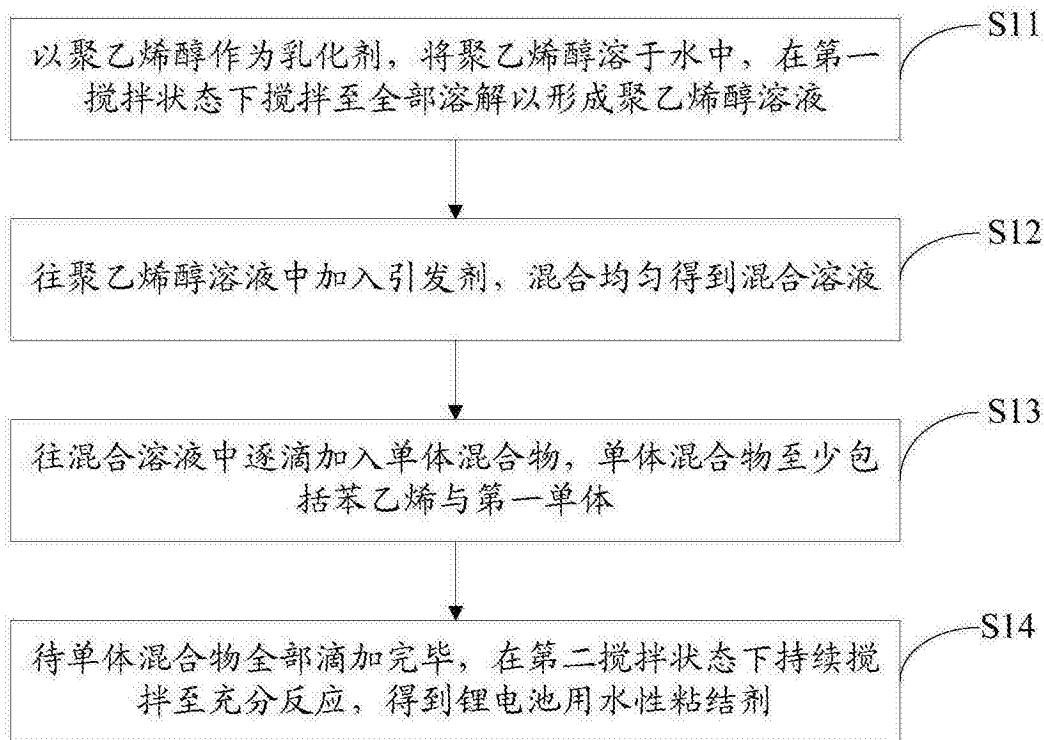 S11
以聚乙烯醇作为乳化剂，将聚乙烯醇溶于水中，在第一
搅拌状态下搅拌至全部溶解以形成聚乙烯醇溶液
S12
往聚乙烯醇溶液中加入引发剂，混合均匀得到混合溶液
S13
往混合溶液中逐滴加入单体混合物，单体混合物至少包
括苯乙烯与第一单体
S14
待单体混合物全部滴加完毕，在第二搅拌状态下持续搅
拌至充分反应，得到锂电池用水性粘结剂